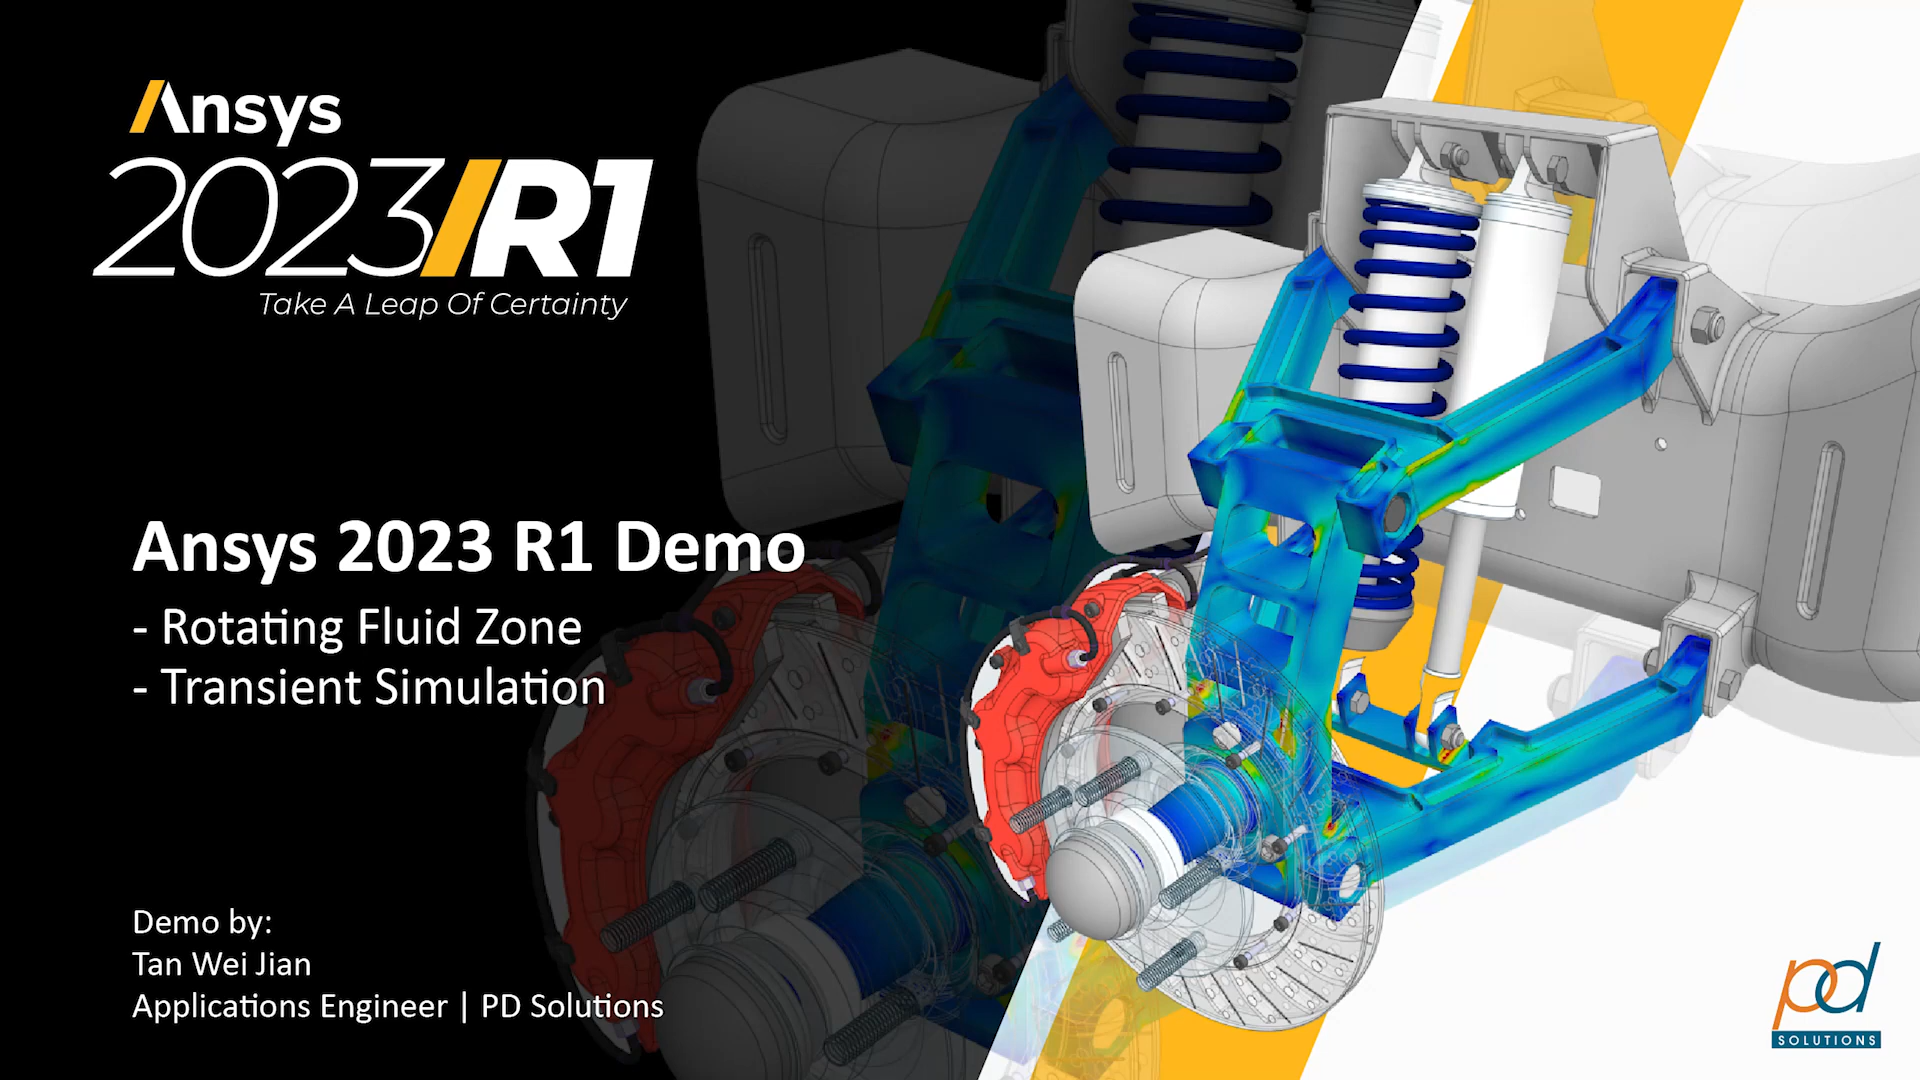 Ansys
2023 R1
Take A Leap Of Certainty
Ansys 2023 R1 Demo
- Rotating Fluid Zone
- Transient Simulation
Demo by:
Tan Wei Jian
Applications Engineer | PD Solutions
pd
SOLUTIONS